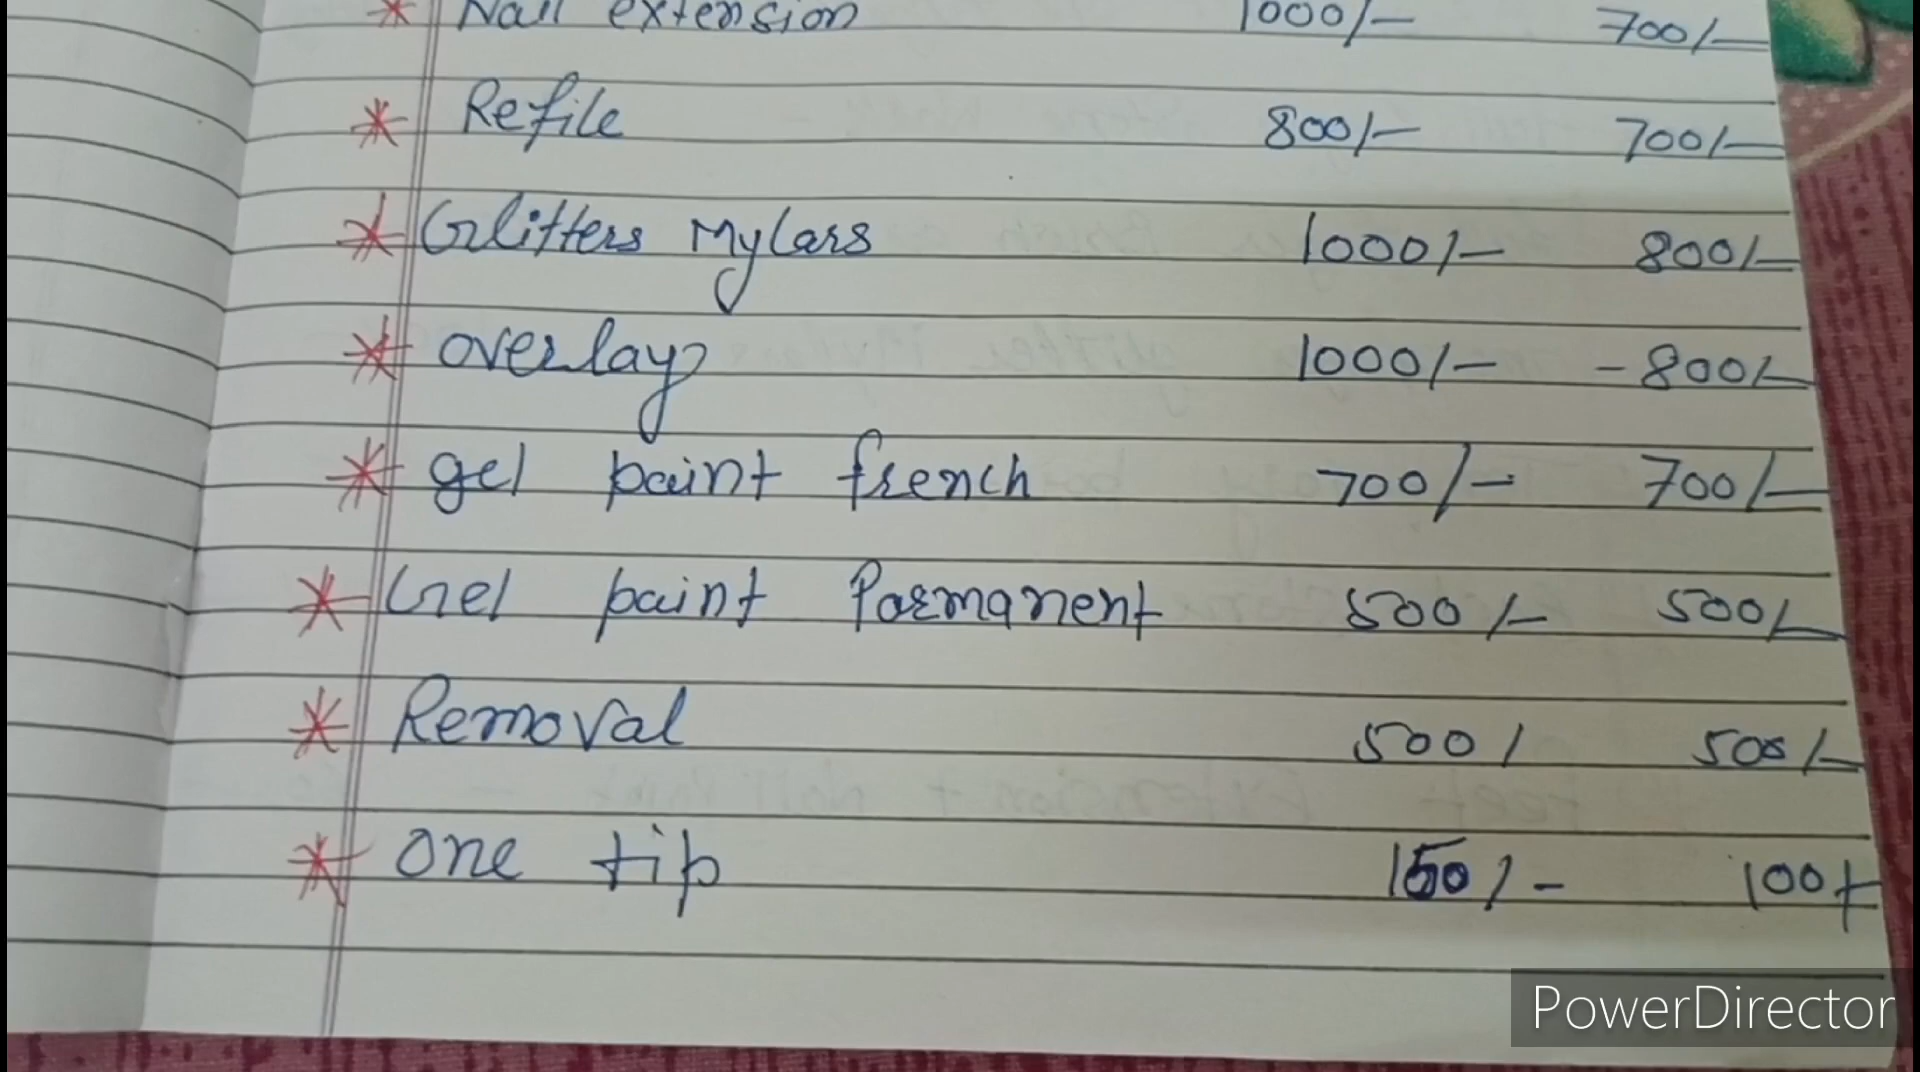 * Nail extension 1000/- 700/-
* Refile 800/- 700/-
* Glitters Mylars 1000/- 800/-
* overlay 1000/- - 800/-
* gel paint french 700/- 700/-
* Gel paint Parmanent 500/- 500/-
* Removal 500/ 500/-
* one tip 150/- 100/-
PowerDirector